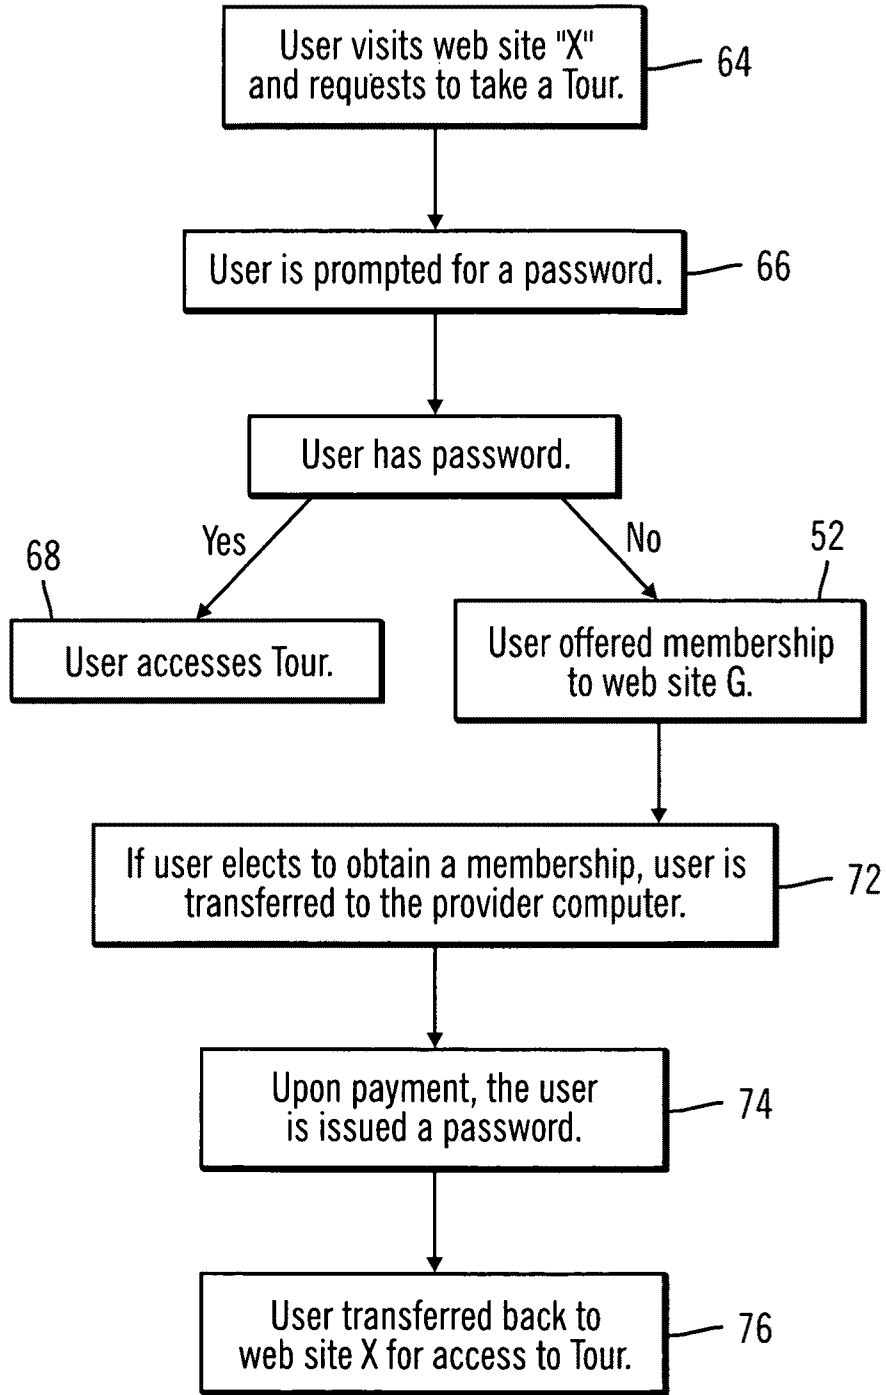 User visits web site "X"
and requests to take a Tour.
64
User is prompted for a password.
66
User has password.
Yes
No
68
52
User accesses Tour.
User offered membership
to web site G.
If user elects to obtain a membership, user is
transferred to the provider computer.
72
Upon payment, the user
is issued a password.
74
User transferred back to
web site X for access to Tour.
76